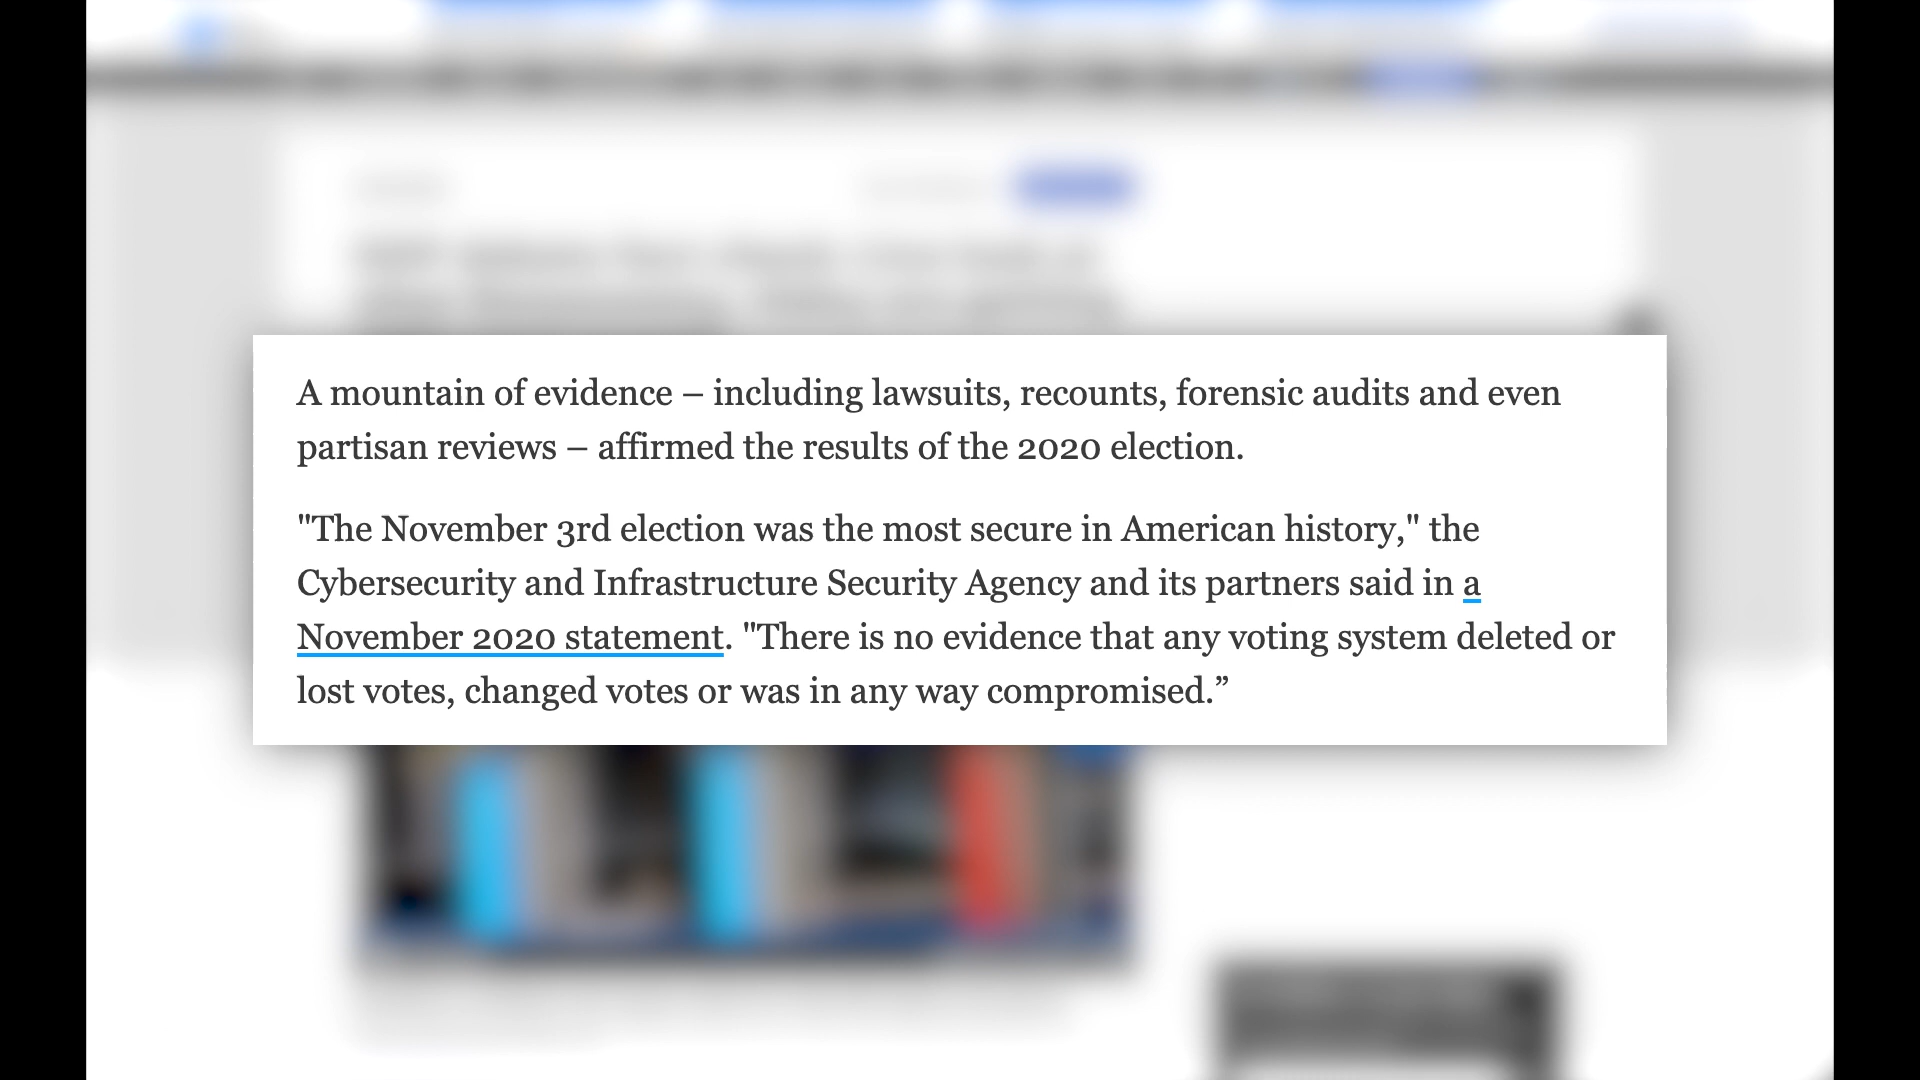 A mountain of evidence – including lawsuits, recounts, forensic audits and even
partisan reviews – affirmed the results of the 2020 election.
"The November 3rd election was the most secure in American history," the
Cybersecurity and Infrastructure Security Agency and its partners said in a
November 2020 statement. "There is no evidence that any voting system deleted or
lost votes, changed votes or was in any way compromised.”